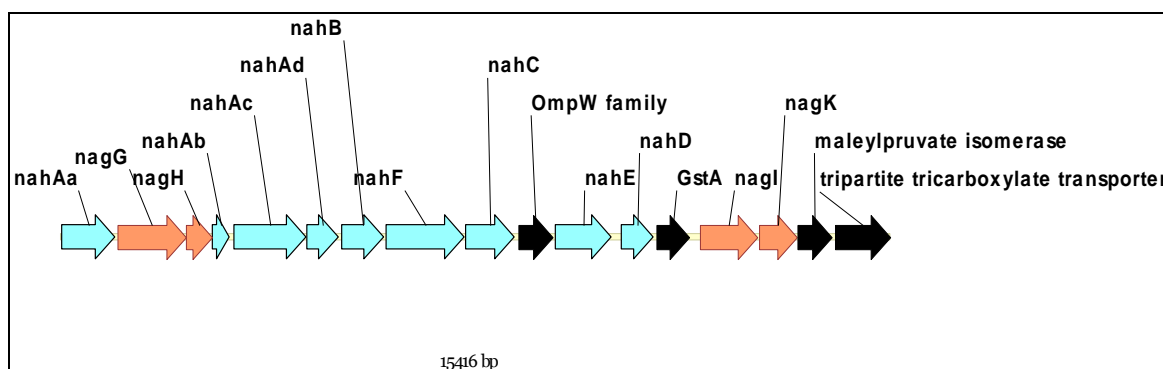 nahB
nahAd
nahC
nahAc
OmpW family
nagK
nahAb
nahD
maleylpruvate isomerase
nagG
nahAa
nagH
nahF
nahE
GstA
nagI
tripartite tricarboxylate transporter
15416 bp